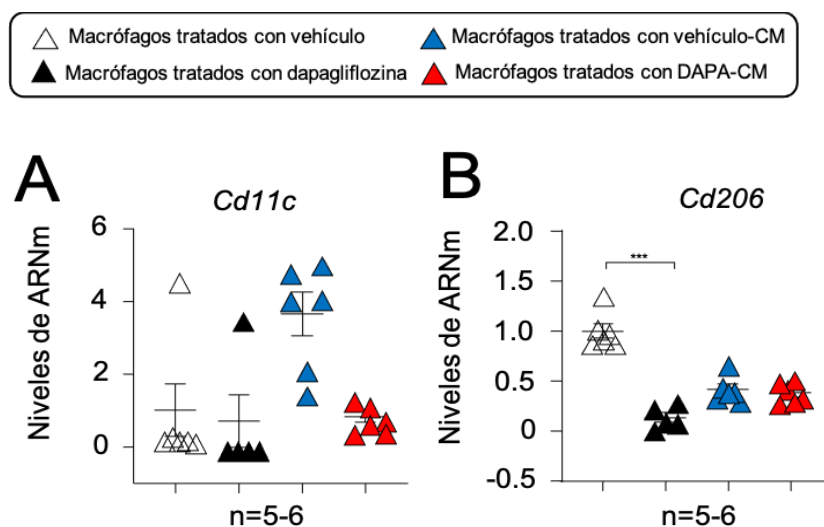 Macrófagos tratados con vehículo
Macrófagos tratados con vehículo-CM
Macrófagos tratados con dapagliflozina
Macrófagos tratados con DAPA-CM
A
Cd11c
Niveles de ARNm
6
4
2
0
n=5-6
B
Cd206
Niveles de ARNm
2.0
1.5
1.0
0.5
0
-0.5
***
n=5-6